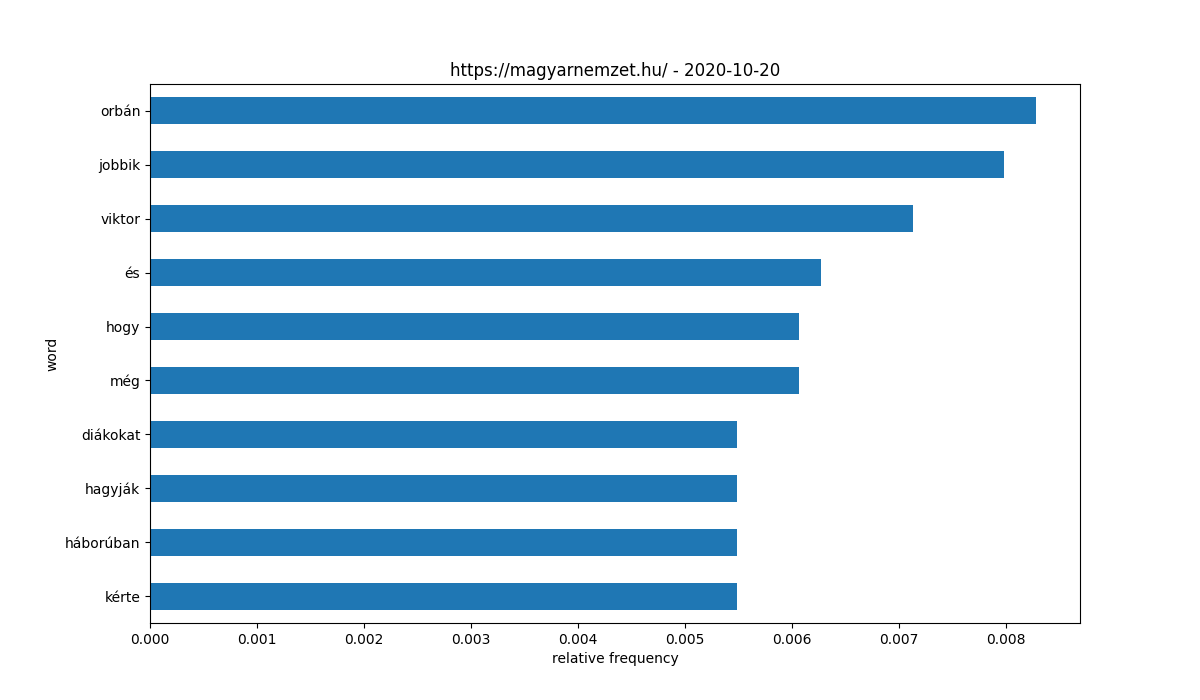 https://magyarnemzet.hu/ - 2020-10-20
orbán
jobbik
viktor
és
hogy
még
diákokat
hagyják
háborúban
kérte
word
0.000 0.001 0.002 0.003 0.004 0.005 0.006 0.007 0.008
relative frequency